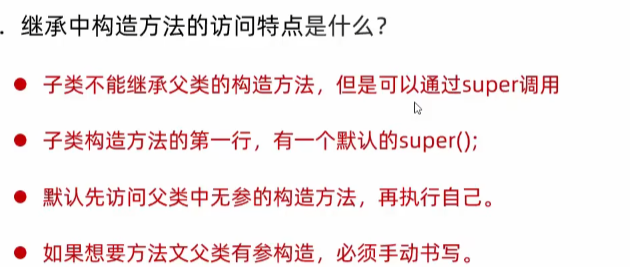 . 继承中构造方法的访问特点是什么？
子类不能继承父类的构造方法，但是可以通过super调用
子类构造方法的第一行，有一个默认的super();
默认先访问父类中无参的构造方法，再执行自己。
如果想要方法文父类有参构造，必须手动书写。